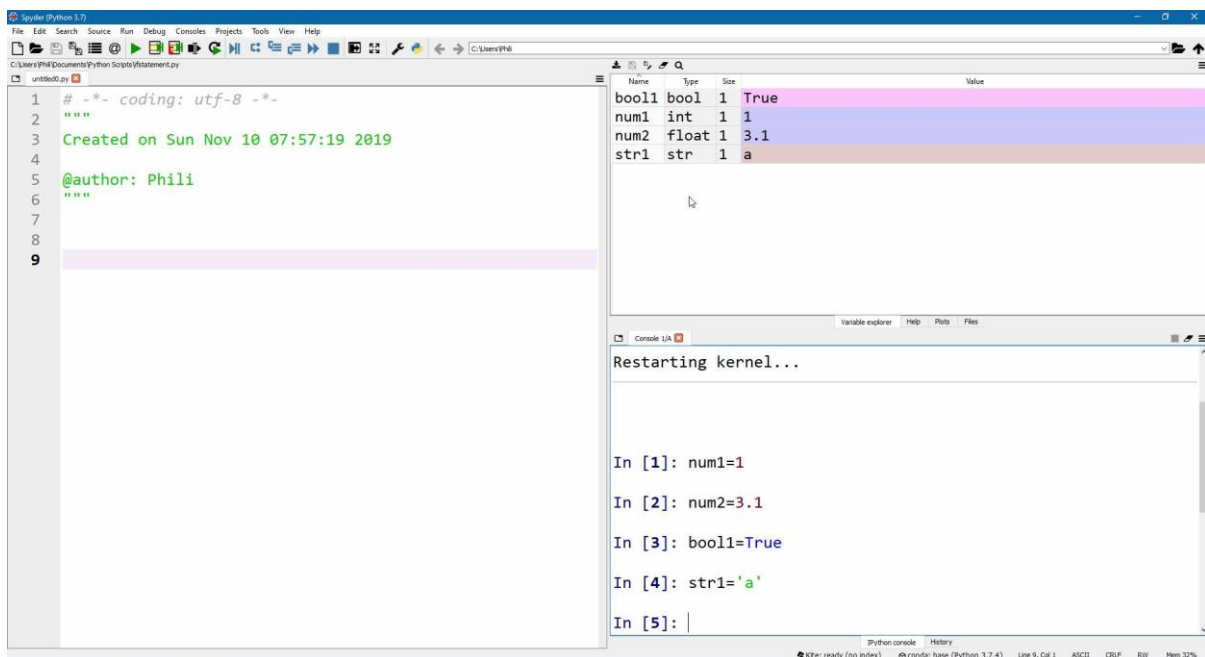 Spyder (Python 3.7)
File Edit Search Source Run Debug Consoles Projects Tools View Help
C:\Users\Phili
C:\Users\Phili\Documents\Python Scripts\ifstatement.py
untitled0.py
1 # -*- coding: utf-8 -*-
2 """
3 Created on Sun Nov 10 07:57:19 2019
4
5 @author: Phili
6 """
7
8
9
Name Type Size Value
bool1 bool 1 True
num1 int 1 1
num2 float 1 3.1
str1 str 1 a
Variable explorer Help Plots Files
Console 1/A
Restarting kernel...
In [1]: num1=1
In [2]: num2=3.1
In [3]: bool1=True
In [4]: str1='a'
In [5]:
IPython console History
Kite: ready (no index) conda: base (Python 3.7.4) Line 9, Col 1 ASCII CRLF RW Mem 32%